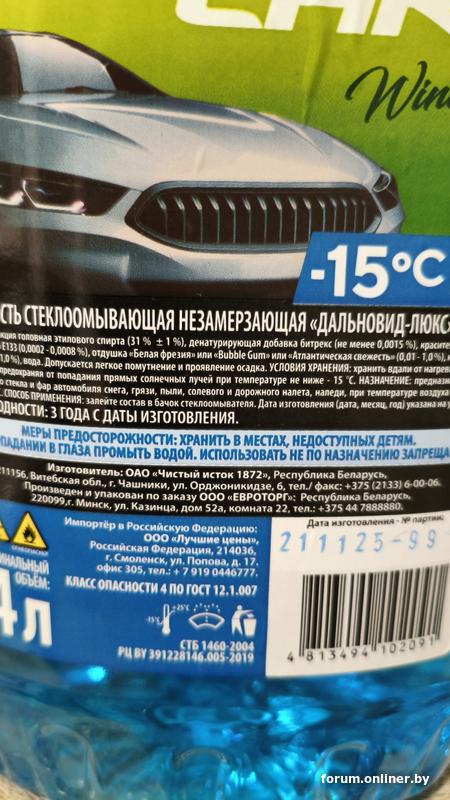 Win
-15°C
СТЬ СТЕКЛООМЫВАЮЩАЯ НЕЗАМЕРЗАЮЩАЯ «ДАЛЬНОВИД-ЛЮКС»
кция головная этилового спирта (31 % ± 1 %), денатурирующая добавка битрекс (не менее 0,0015 %), красители
Е133 (0,0002 - 0,0008 %), отдушка «Белая фрезия» или «Bubble Gum» или «Атлантическая свежесть» (0,01 - 1,0 %),
1,0 %), вода. Допускается легкое помутнение и проявление осадка. УСЛОВИЯ ХРАНЕНИЯ: хранить вдали от нагрева
предохраняя от попадания прямых солнечных лучей при температуре не ниже - 15 °С. НАЗНАЧЕНИЕ: предназна
о стекла и фар автомобиля снега, грязи, пыли, солевого и дорожного налета, наледи, при температуре воздуха
С. СПОСОБ ПРИМЕНЕНИЯ: залейте состав в бачок стеклоомывателя. Дата изготовления (дата, месяц, год) указана на у
ОДНОСТИ: 3 ГОДА С ДАТЫ ИЗГОТОВЛЕНИЯ.
МЕРЫ ПРЕДОСТОРОЖНОСТИ: ХРАНИТЬ В МЕСТАХ, НЕДОСТУПНЫХ ДЕТЯМ.
ПАДАНИИ В ГЛАЗА ПРОМЫТЬ ВОДОЙ. ИСПОЛЬЗОВАТЬ НЕ ПО НАЗНАЧЕНИЮ ЗАПРЕЩА
Изготовитель: ОАО «Чистый исток 1872», Республика Беларусь,
211156, Витебская обл., г. Чашники, ул. Орджоникидзе, 6, тел./ факс: +375 (2133) 6-00-06.
Произведен и упакован по заказу ООО «ЕВРОТОРГ»: Республика Беларусь,
220099, г. Минск, ул. Казинца, дом 52а, комната 22, тел.: +375 44 7888880.
Импортёр в Российскую Федерацию:
ООО «Лучшие цены»,
Российская Федерация, 214036,
г. Смоленск, ул. Попова, д. 17.
офис 305, тел.: + 7 919 0446777.
КЛАСС ОПАСНОСТИ 4 ПО ГОСТ 12.1.007
Дата изготовления - № партии:
211125-99
ИНАЛЬНЫЙ
ОБЪЕМ:
4л
-15°C
+25°C
СТБ 1460-2004
РЦ BY 391228146.005-2019
4 813494 102091
forum.onliner.by